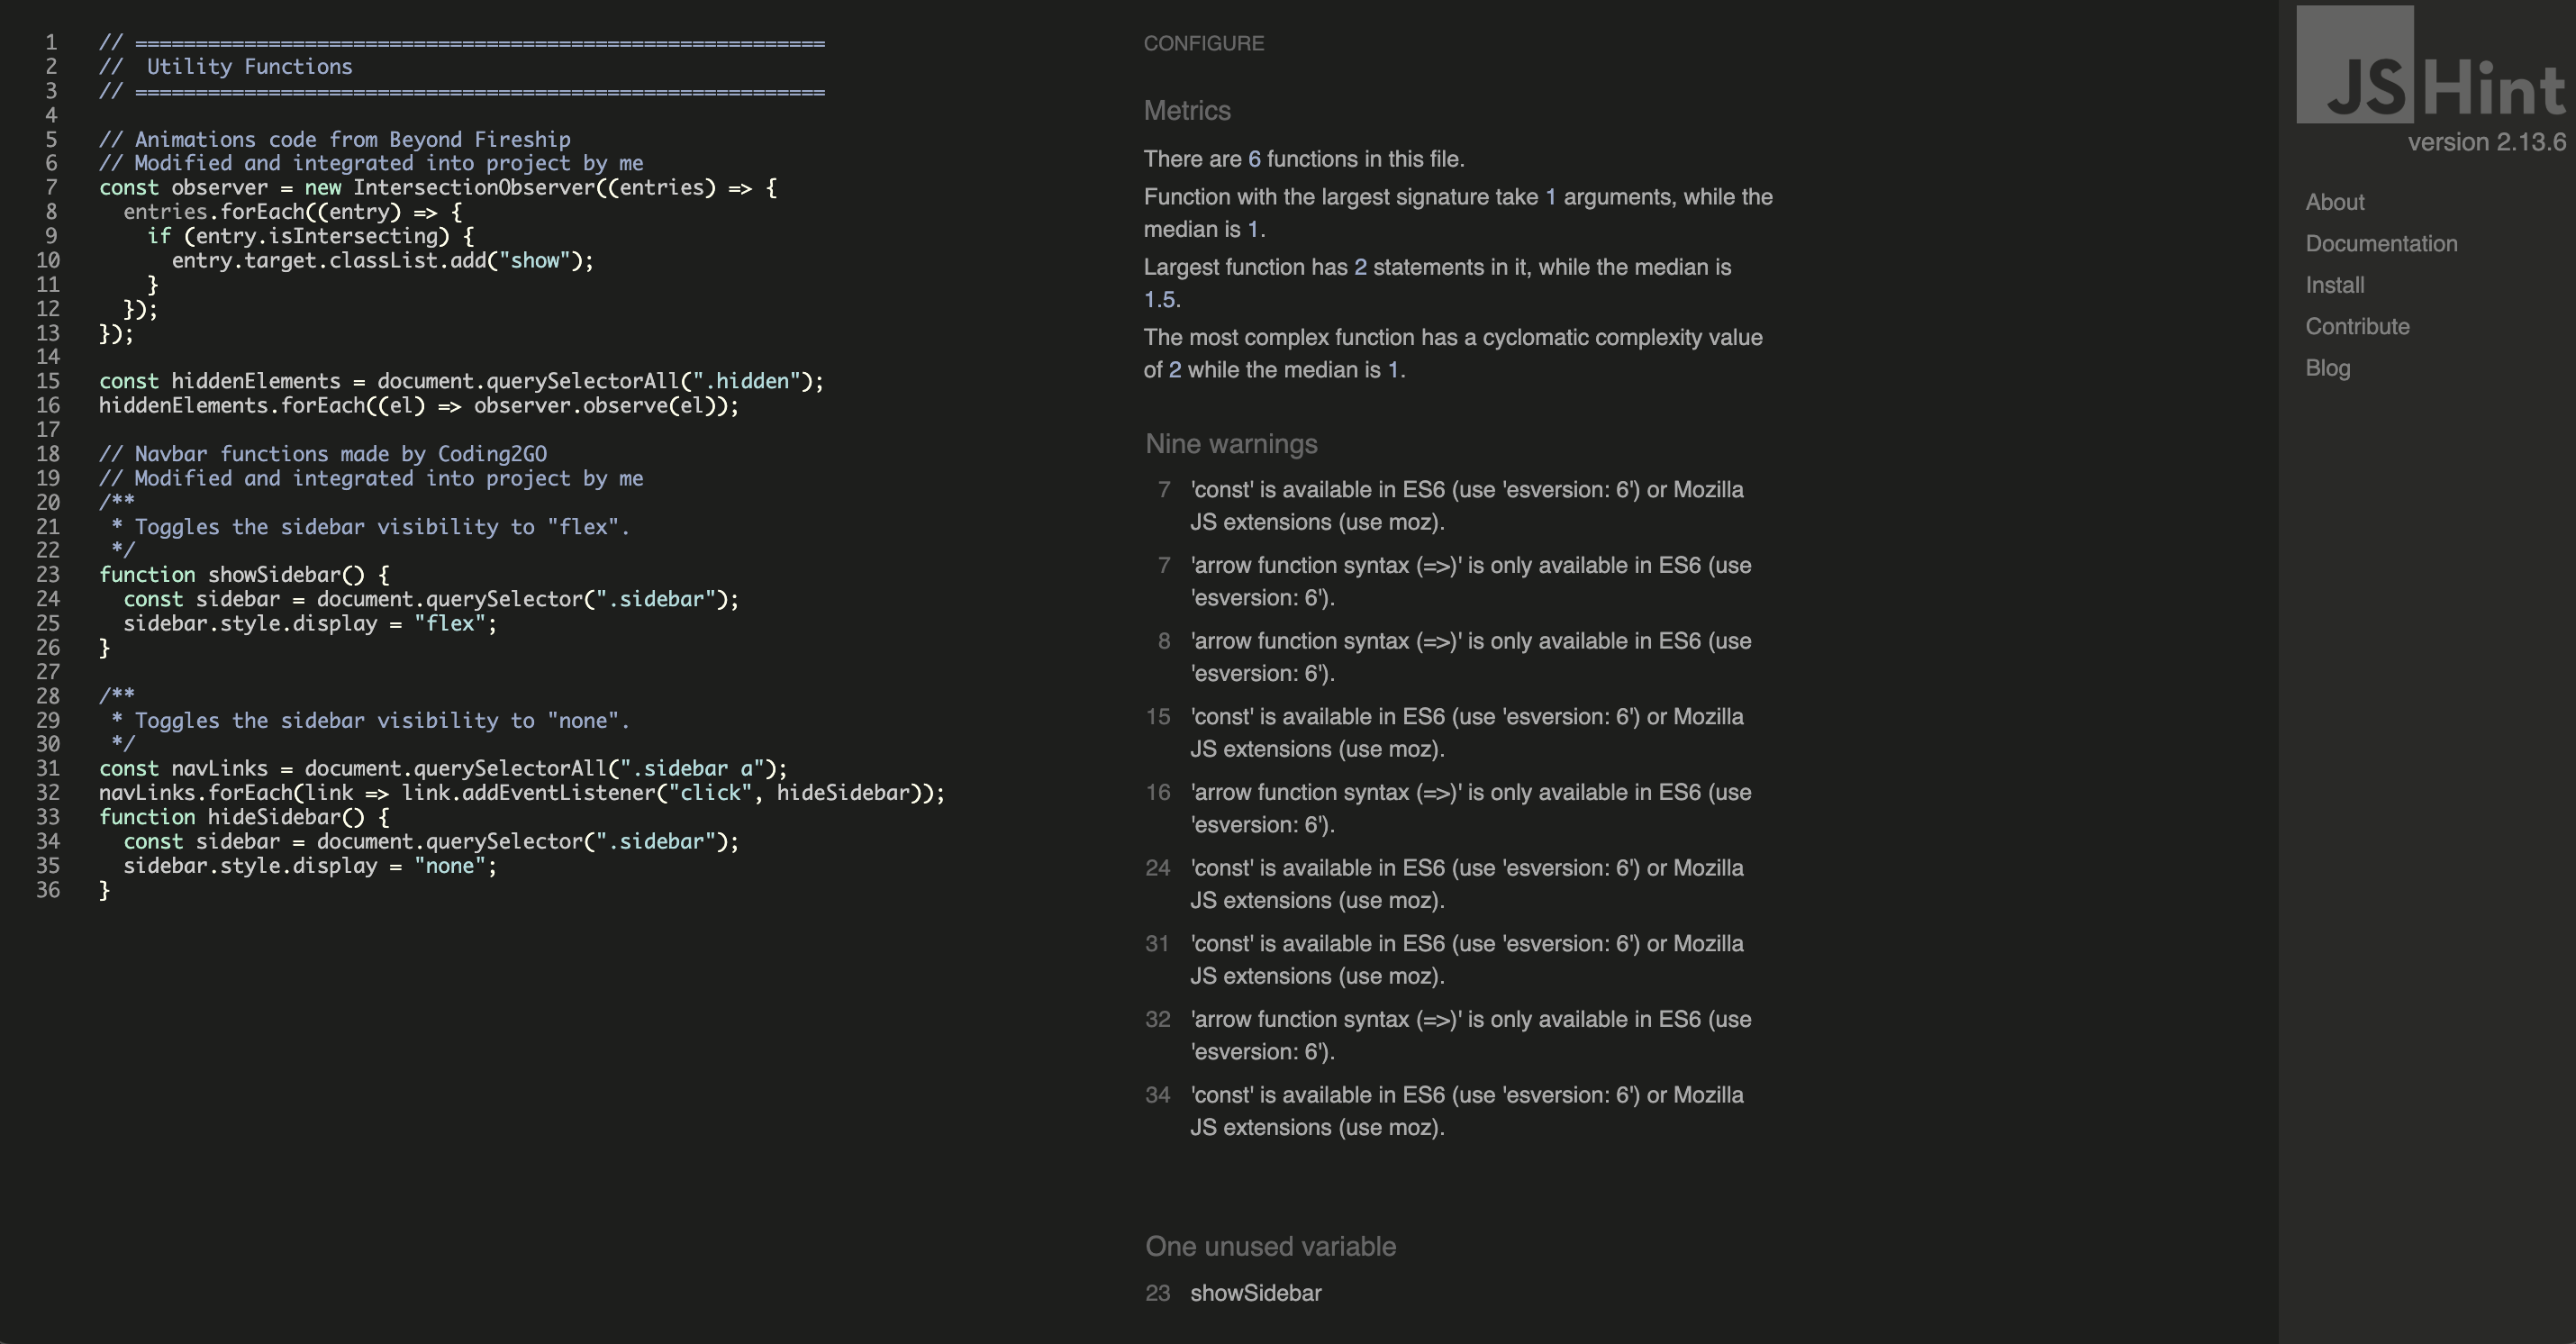 1 // =========================================================
2 //  Utility Functions
3 // =========================================================
4
5 // Animations code from Beyond Fireship
6 // Modified and integrated into project by me
7 const observer = new IntersectionObserver((entries) => {
8   entries.forEach((entry) => {
9     if (entry.isIntersecting) {
10       entry.target.classList.add("show");
11     }
12   });
13 });
14
15 const hiddenElements = document.querySelectorAll(".hidden");
16 hiddenElements.forEach((el) => observer.observe(el));
17
18 // Navbar functions made by Coding2GO
19 // Modified and integrated into project by me
20 /**
21  * Toggles the sidebar visibility to "flex".
22  */
23 function showSidebar() {
24   const sidebar = document.querySelector(".sidebar");
25   sidebar.style.display = "flex";
26 }
27
28 /**
29  * Toggles the sidebar visibility to "none".
30  */
31 const navLinks = document.querySelectorAll(".sidebar a");
32 navLinks.forEach(link => link.addEventListener("click", hideSidebar));
33 function hideSidebar() {
34   const sidebar = document.querySelector(".sidebar");
35   sidebar.style.display = "none";
36 }
CONFIGURE
Metrics
There are 6 functions in this file.
Function with the largest signature take 1 arguments, while the
median is 1.
Largest function has 2 statements in it, while the median is
1.5.
The most complex function has a cyclomatic complexity value
of 2 while the median is 1.
Nine warnings
7 'const' is available in ES6 (use 'esversion: 6') or Mozilla
JS extensions (use moz).
7 'arrow function syntax (=>)' is only available in ES6 (use
'esversion: 6').
8 'arrow function syntax (=>)' is only available in ES6 (use
'esversion: 6').
15 'const' is available in ES6 (use 'esversion: 6') or Mozilla
JS extensions (use moz).
16 'arrow function syntax (=>)' is only available in ES6 (use
'esversion: 6').
24 'const' is available in ES6 (use 'esversion: 6') or Mozilla
JS extensions (use moz).
31 'const' is available in ES6 (use 'esversion: 6') or Mozilla
JS extensions (use moz).
32 'arrow function syntax (=>)' is only available in ES6 (use
'esversion: 6').
34 'const' is available in ES6 (use 'esversion: 6') or Mozilla
JS extensions (use moz).
One unused variable
23 showSidebar
JSHint
version 2.13.6
About
Documentation
Install
Contribute
Blog